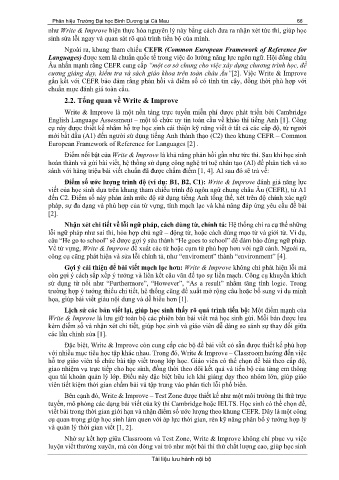 Phân hiệu Trường Đại học Bình Dương tại Cà Mau 66
như Write & Improve hiện thực hóa nguyên lý này bằng cách đưa ra nhận xét tức thì, giúp học
sinh sửa lỗi ngay và quan sát rõ quá trình tiến bộ của mình.
Ngoài ra, khung tham chiếu CEFR (Common European Framework of Reference for
Languages) được xem là chuẩn quốc tế trong việc đo lường năng lực ngôn ngữ. Hội đồng châu
Âu nhấn mạnh rằng CEFR cung cấp "một cơ sở chung cho việc xây dựng chương trình học, đề
cương giảng dạy, kiểm tra và sách giáo khoa trên toàn châu Âu"[2]. Việc Write & Improve
gắn kết với CEFR bảo đảm rằng phản hồi và điểm số có tính tin cậy, đồng thời phù hợp với
chuẩn mực đánh giá toàn cầu.
2.2. Tổng quan về Write & Improve
Write & Improve là một nền tảng trực tuyến miễn phí được phát triển bởi Cambridge
English Language Assessment – một tổ chức uy tín toàn cầu về khảo thí tiếng Anh [1]. Công
cụ này được thiết kế nhằm hỗ trợ học sinh cải thiện kỹ năng viết ở tất cả các cấp độ, từ người
mới bắt đầu (A1) đến người sử dụng tiếng Anh thành thạo (C2) theo khung CEFR – Common
European Framework of Reference for Languages [2] .
Điểm nổi bật của Write & Improve là khả năng phản hồi gần như tức thì. Sau khi học sinh
hoàn thành và gửi bài viết, hệ thống sử dụng công nghệ trí tuệ nhân tạo (AI) để phân tích và so
sánh với hàng triệu bài viết chuẩn đã được chấm điểm [1, 4]. AI sau đó sẽ trả về:
Điểm số ước lượng trình độ (ví dụ: B1, B2, C1): Write & Improve đánh giá năng lực
viết của học sinh dựa trên khung tham chiếu trình độ ngôn ngữ chung châu Âu (CEFR), từ A1
đến C2. Điểm số này phản ánh mức độ sử dụng tiếng Anh tổng thể, xét trên độ chính xác ngữ
pháp, sự đa dạng và phù hợp của từ vựng, tính mạch lạc và khả năng đáp ứng yêu cầu đề bài
[2].
Nhận xét chi tiết về lỗi ngữ pháp, cách dùng từ, chính tả: Hệ thống chỉ ra cụ thể những
lỗi ngữ pháp như sai thì, hòa hợp chủ ngữ – động từ, hoặc cách dùng mạo từ và giới từ. Ví dụ,
câu "He go to school" sẽ được gợi ý sửa thành "He goes to school" để đảm bảo đúng ngữ pháp.
Về từ vựng, Write & Improve đề xuất các từ hoặc cụm từ phù hợp hơn với ngữ cảnh. Ngoài ra,
công cụ cũng phát hiện và sửa lỗi chính tả, như "enviroment" thành "environment" [4].
Gợi ý cải thiện để bài viết mạch lạc hơn: Write & Improve không chỉ phát hiện lỗi mà
còn gợi ý cách sắp xếp ý tưởng và liên kết câu văn để tạo sự liền mạch. Công cụ khuyến khích
sử dụng từ nối như "Furthermore", "However", "As a result" nhằm tăng tính logic. Trong
trường hợp ý tưởng thiếu chi tiết, hệ thống cũng đề xuất mở rộng câu hoặc bổ sung ví dụ minh
họa, giúp bài viết giàu nội dung và dễ hiểu hơn [1].
Lịch sử các bản viết lại, giúp học sinh thấy rõ quá trình tiến bộ: Một điểm mạnh của
Write & Improve là lưu giữ toàn bộ các phiên bản bài viết mà học sinh gửi. Mỗi bản được lưu
kèm điểm số và nhận xét chi tiết, giúp học sinh và giáo viên dễ dàng so sánh sự thay đổi giữa
các lần chỉnh sửa [1].
Đặc biệt, Write & Improve còn cung cấp các bộ đề bài viết có sẵn được thiết kế phù hợp
với nhiều mục tiêu học tập khác nhau. Trong đó, Write & Improve – Classroom hướng đến việc
hỗ trợ giáo viên tổ chức bài tập viết trong lớp học. Giáo viên có thể chọn đề bài theo cấp độ,
giao nhiệm vụ trực tiếp cho học sinh, đồng thời theo dõi kết quả và tiến bộ của từng em thông
qua tài khoản quản lý lớp. Điều này đặc biệt hữu ích khi giảng dạy theo nhóm lớn, giúp giáo
viên tiết kiệm thời gian chấm bài và tập trung vào phân tích lỗi phổ biến.
Bên cạnh đó, Write & Improve – Test Zone được thiết kế như một môi trường thi thử trực
tuyến, mô phỏng các dạng bài viết của kỳ thi Cambridge hoặc IELTS. Học sinh có thể chọn đề,
viết bài trong thời gian giới hạn và nhận điểm số ước lượng theo khung CEFR. Đây là một công
cụ quan trọng giúp học sinh làm quen với áp lực thời gian, rèn kỹ năng phân bổ ý tưởng hợp lý
và quản lý thời gian viết [1, 2].
Nhờ sự kết hợp giữa Classroom và Test Zone, Write & Improve không chỉ phục vụ việc
luyện viết thường xuyên, mà còn đóng vai trò như một bài thi thử chất lượng cao, giúp học sinh
Tài liệu lưu hành nội bộ